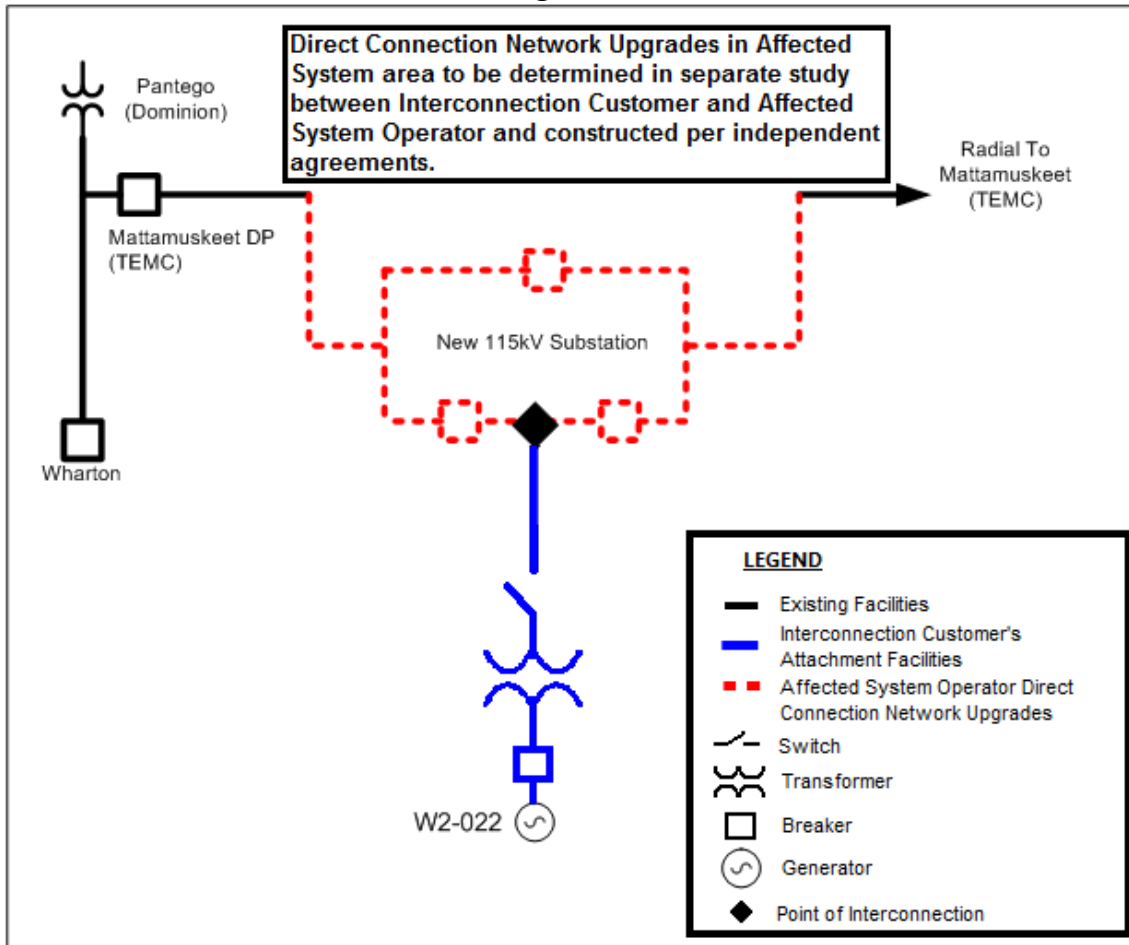 Direct Connection Network Upgrades in Affected
System area to be determined in separate study
between Interconnection Customer and Affected
System Operator and constructed per independent
agreements.
Pantego
(Dominion)
Radial To
Mattamuskeet
(TEMC)
Mattamuskeet DP
(TEMC)
New 115kV Substation
Wharton
W2-022
LEGEND
Existing Facilities
Interconnection Customer's
Attachment Facilities
Affected System Operator Direct
Connection Network Upgrades
Switch
Transformer
Breaker
Generator
Point of Interconnection